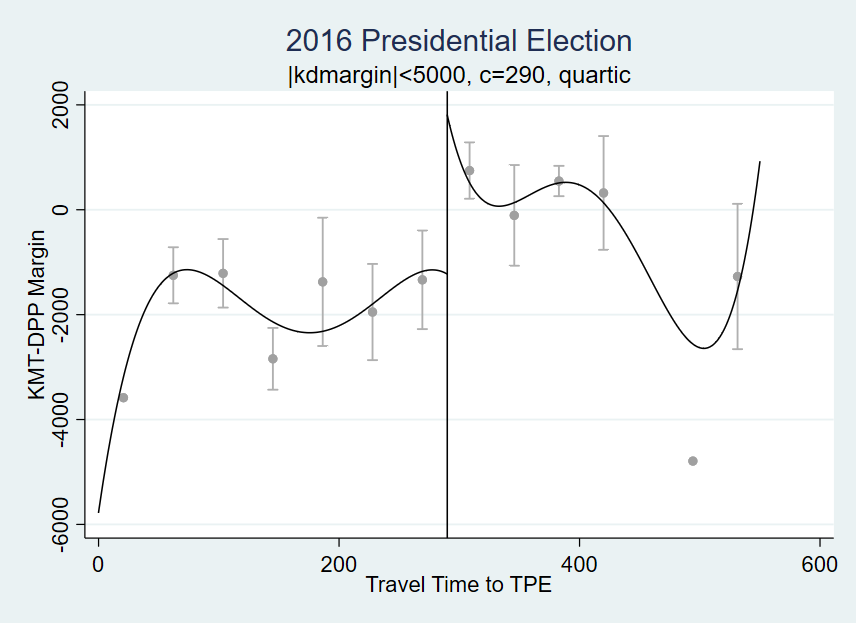 2016 Presidential Election
|kdmargin|<5000, c=290, quartic
KMT-DPP Margin
2000
0
-2000
-4000
-6000
0 200 400 600
Travel Time to TPE